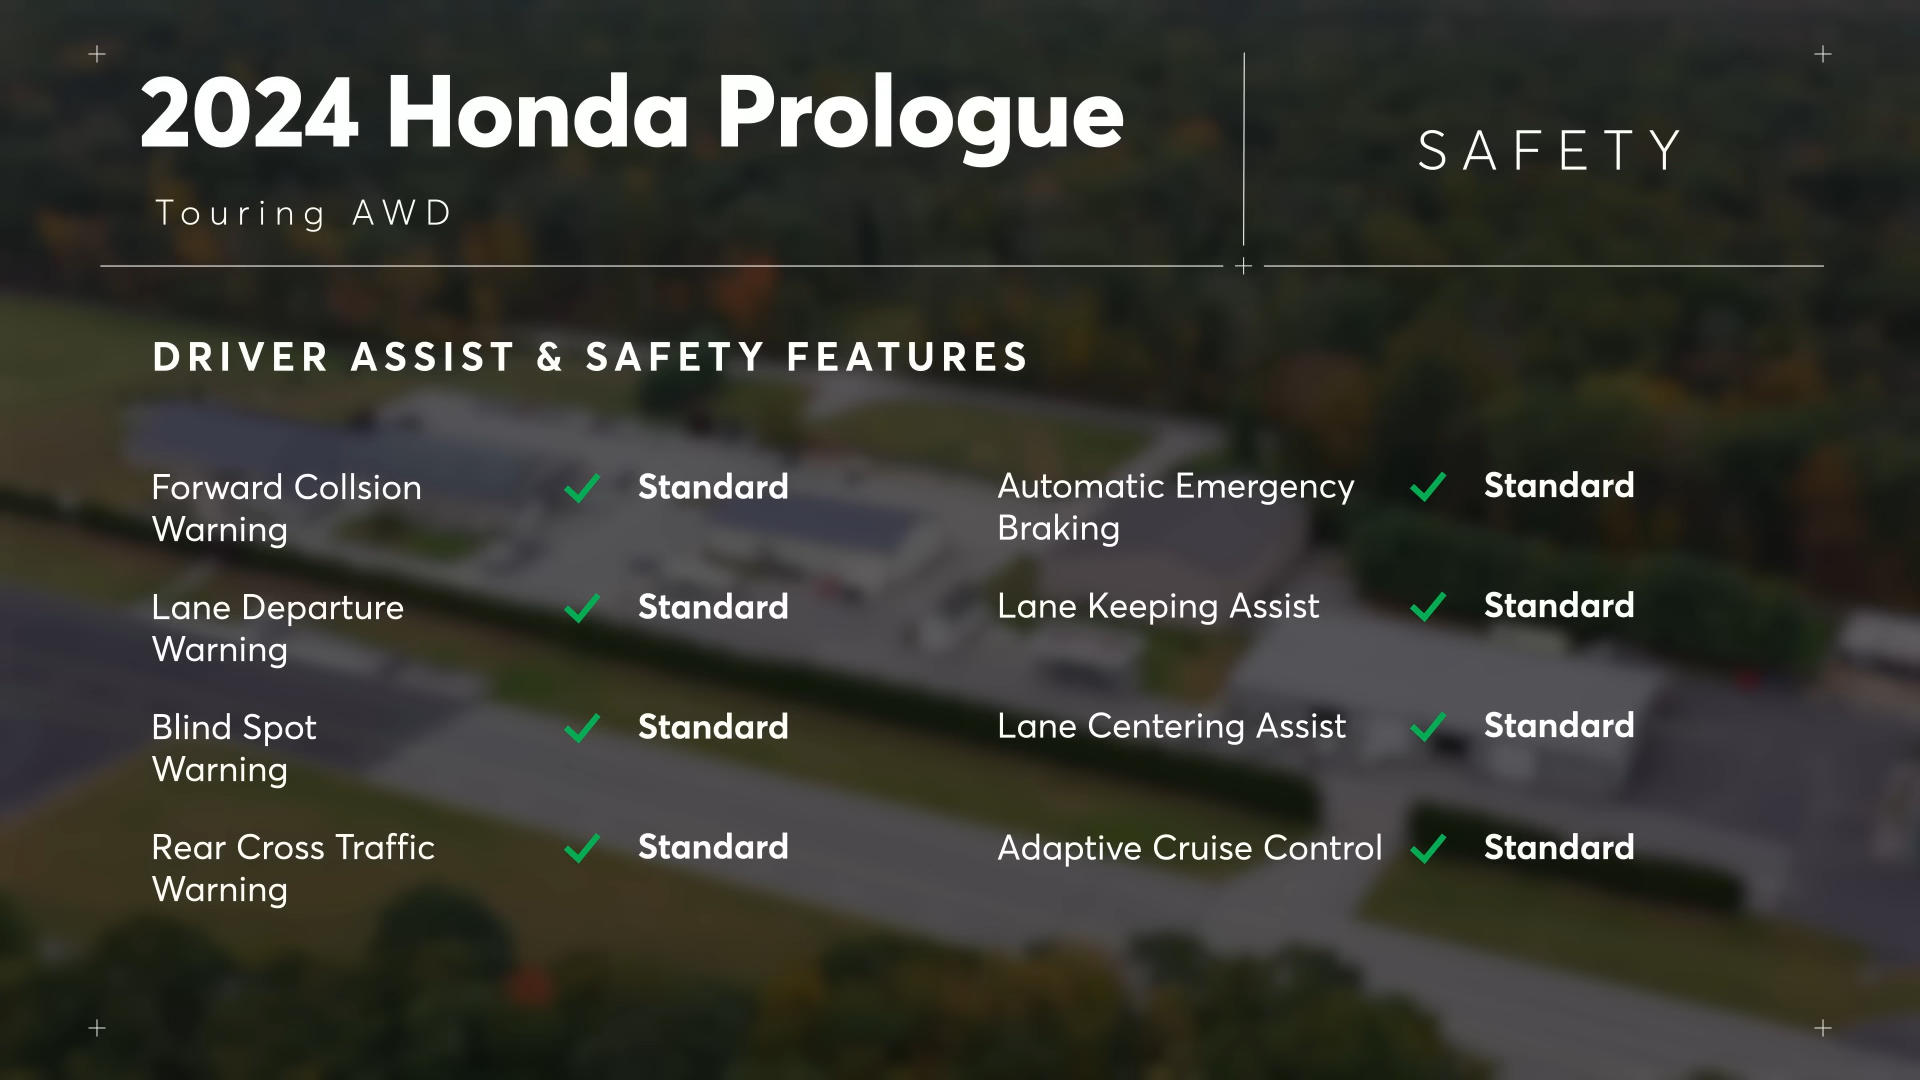 2024 Honda Prologue
Touring AWD
SAFETY
DRIVER ASSIST & SAFETY FEATURES
Forward Collsion
Warning
Standard
Automatic Emergency
Braking
Standard
Lane Departure
Warning
Standard
Lane Keeping Assist
Standard
Blind Spot
Warning
Standard
Lane Centering Assist
Standard
Rear Cross Traffic
Warning
Standard
Adaptive Cruise Control
Standard